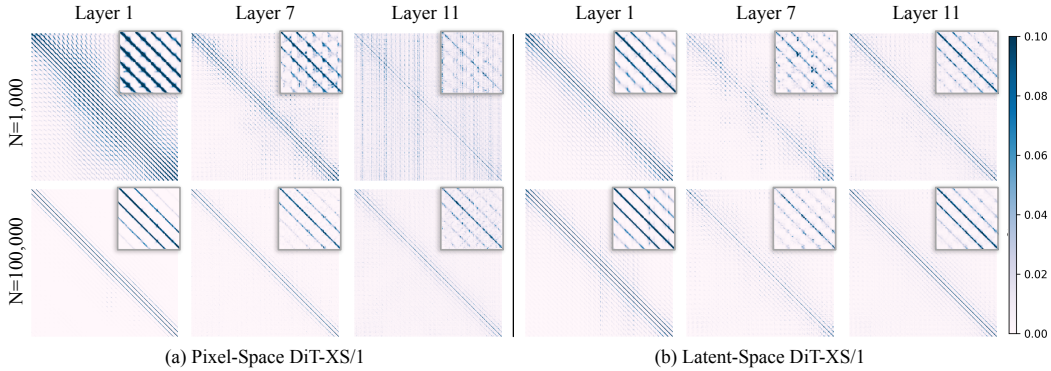 Layer 1 Layer 7 Layer 11 Layer 1 Layer 7 Layer 11
N=1,000
N=100,000
0.10
0.08
0.06
0.04
0.02
0.00
(a) Pixel-Space DiT-XS/1 (b) Latent-Space DiT-XS/1